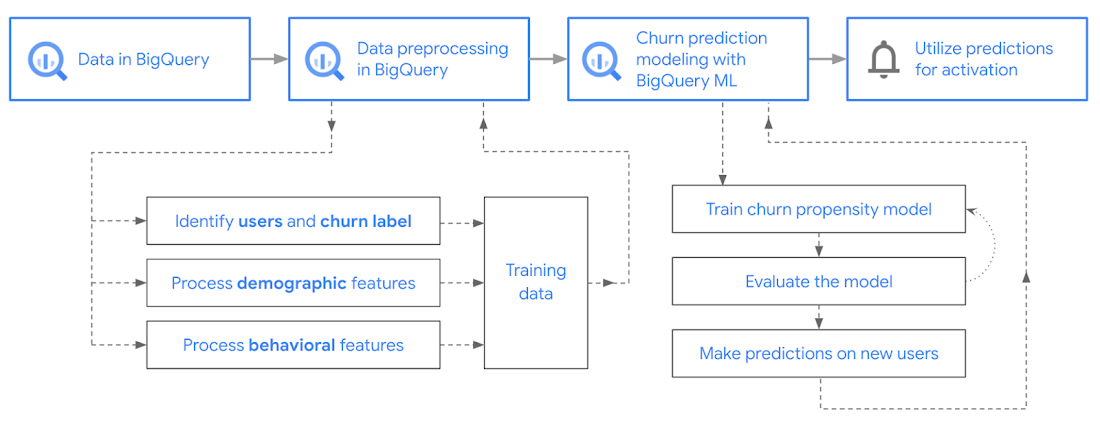 Data in BigQuery
Data preprocessing
in BigQuery
Churn prediction
modeling with
BigQuery ML
Utilize predictions
for activation
Identify users and churn label
Process demographic features
Process behavioral features
Training
data
Train churn propensity model
Evaluate the model
Make predictions on new users